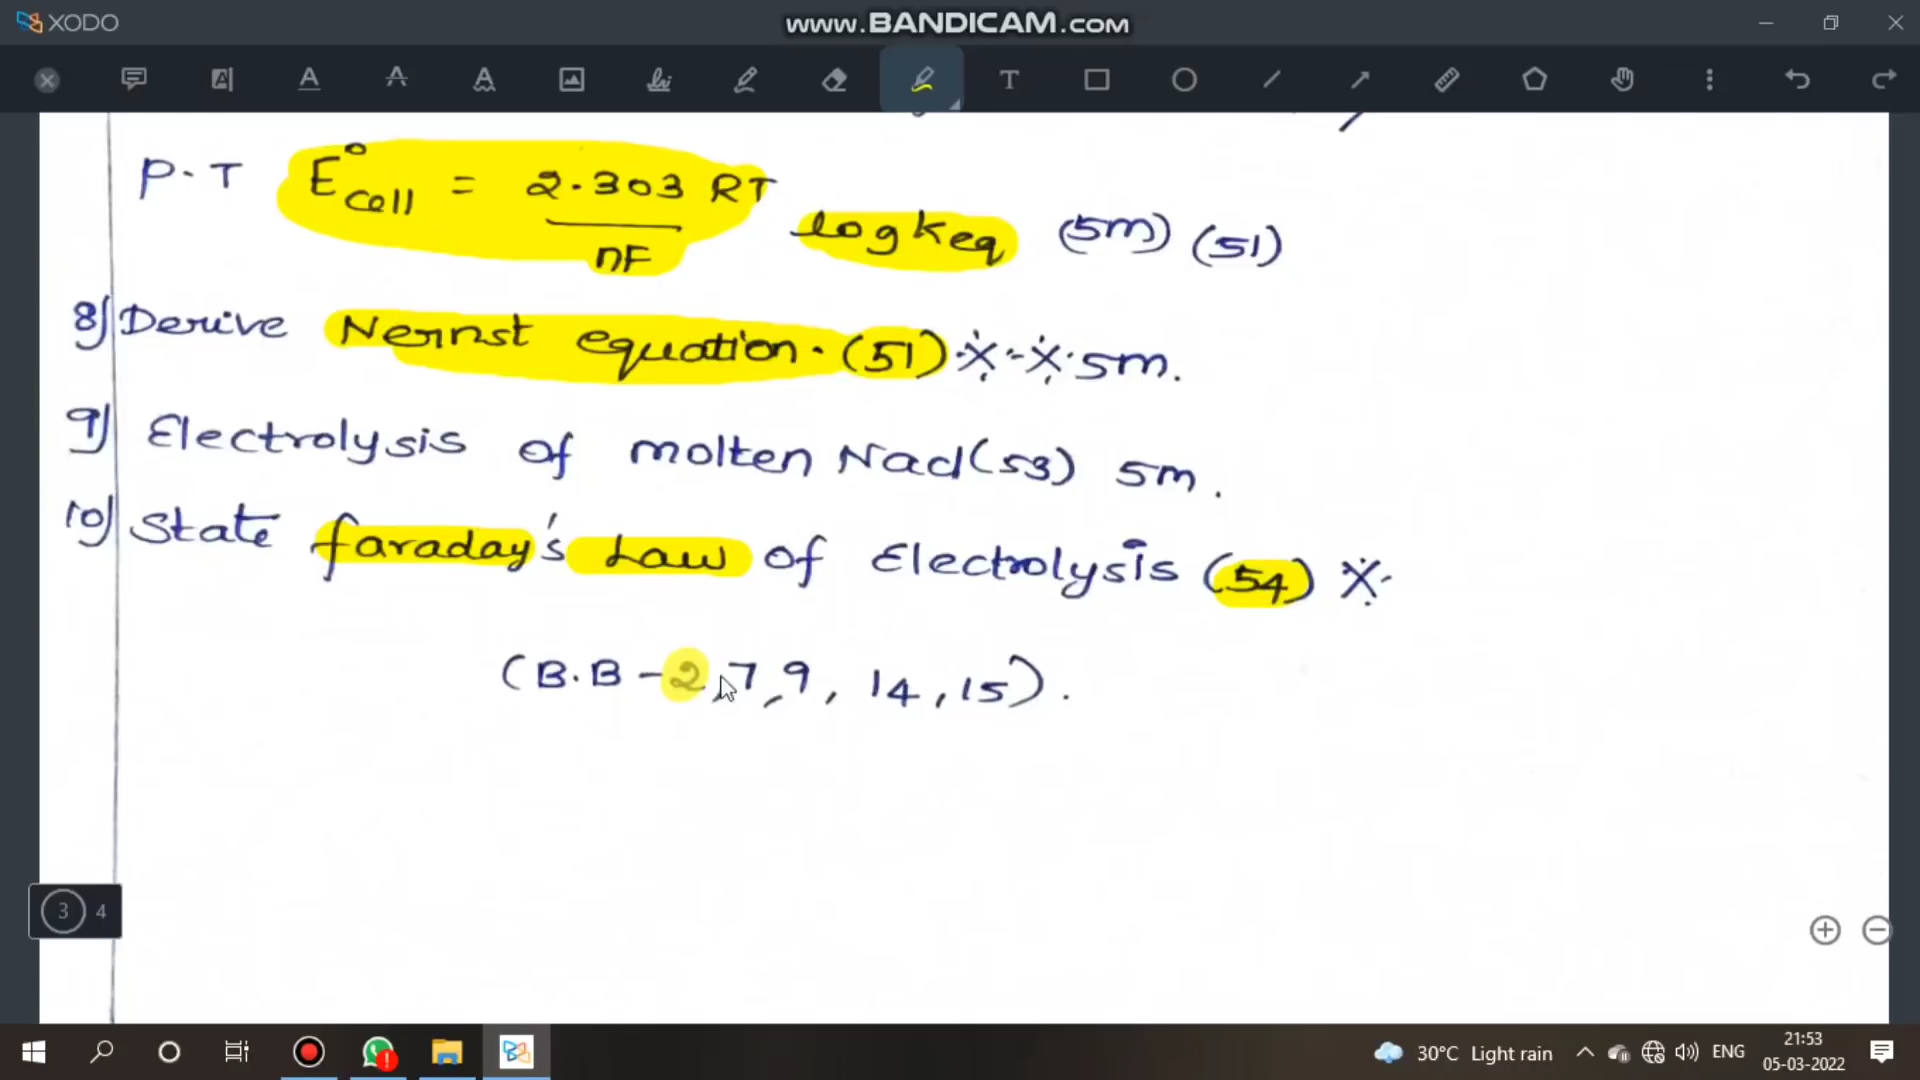 XODO
www.BANDICAM.com
P.T E°cell = 2.303 RT / nF log keq (5m) (51)
8) Derive Nernst equation. (51) ※ ※ 5m.
9) Electrolysis of molten Nacl (53) 5m.
10) State faraday's Law of Electrolysis (54) ※
(B.B - 2, 7, 9, 14, 15).
3 4
30°C Light rain
ENG
21:53
05-03-2022